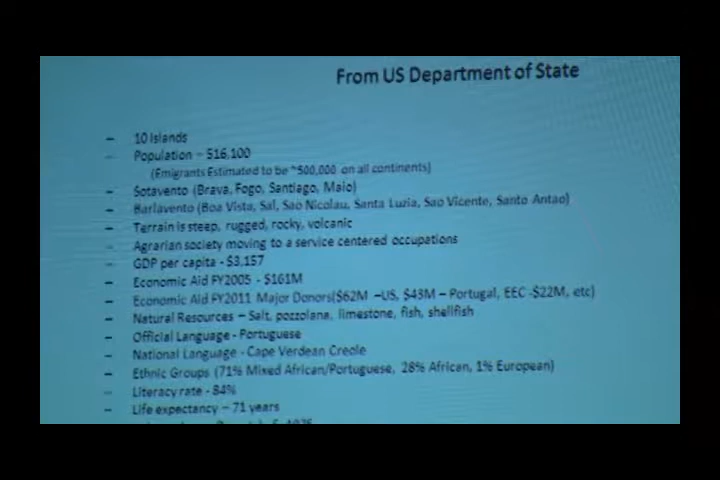 From US Department of State
– 10 Islands
– Population – $16,100
(Emigrants Estimated to be ~500,000 on all continents)
– Sotavento (Brava, Fogo, Santiago, Maio)
– Barlavento (Boa Vista, Sal, Sao Nicolau, Santa Luzia, Sao Vicente, Santo Antao)
– Terrain is steep, rugged, rocky, volcanic
– Agrarian society moving to a service centered occupations
– GDP per capita - $3,157
– Economic Aid FY2005 - $161M
– Economic Aid FY2011 Major Donors($62M –US, $43M – Portugal, EEC -$22M, etc)
– Natural Resources – Salt, pozzolana, limestone, fish, shellfish
– Official Language - Portuguese
– National Language - Cape Verdean Creole
– Ethnic Groups (71% Mixed African/Portuguese, 28% African, 1% European)
– Literacy rate - 84%
– Life expectancy – 71 years